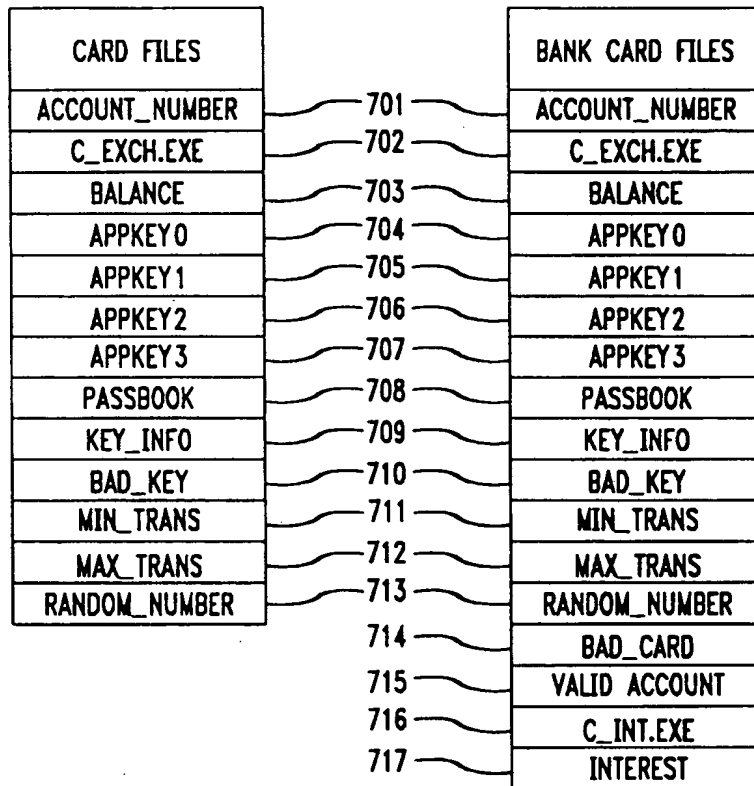 CARD FILES BANK CARD FILES
ACCOUNT_NUMBER 701 ACCOUNT_NUMBER
C_EXCH.EXE 702 C_EXCH.EXE
BALANCE 703 BALANCE
APPKEY0 704 APPKEY0
APPKEY1 705 APPKEY1
APPKEY2 706 APPKEY2
APPKEY3 707 APPKEY3
PASSBOOK 708 PASSBOOK
KEY_INFO 709 KEY_INFO
BAD_KEY 710 BAD_KEY
MIN_TRANS 711 MIN_TRANS
MAX_TRANS 712 MAX_TRANS
RANDOM_NUMBER 713 RANDOM_NUMBER
714 BAD_CARD
715 VALID ACCOUNT
716 C_INT.EXE
717 INTEREST